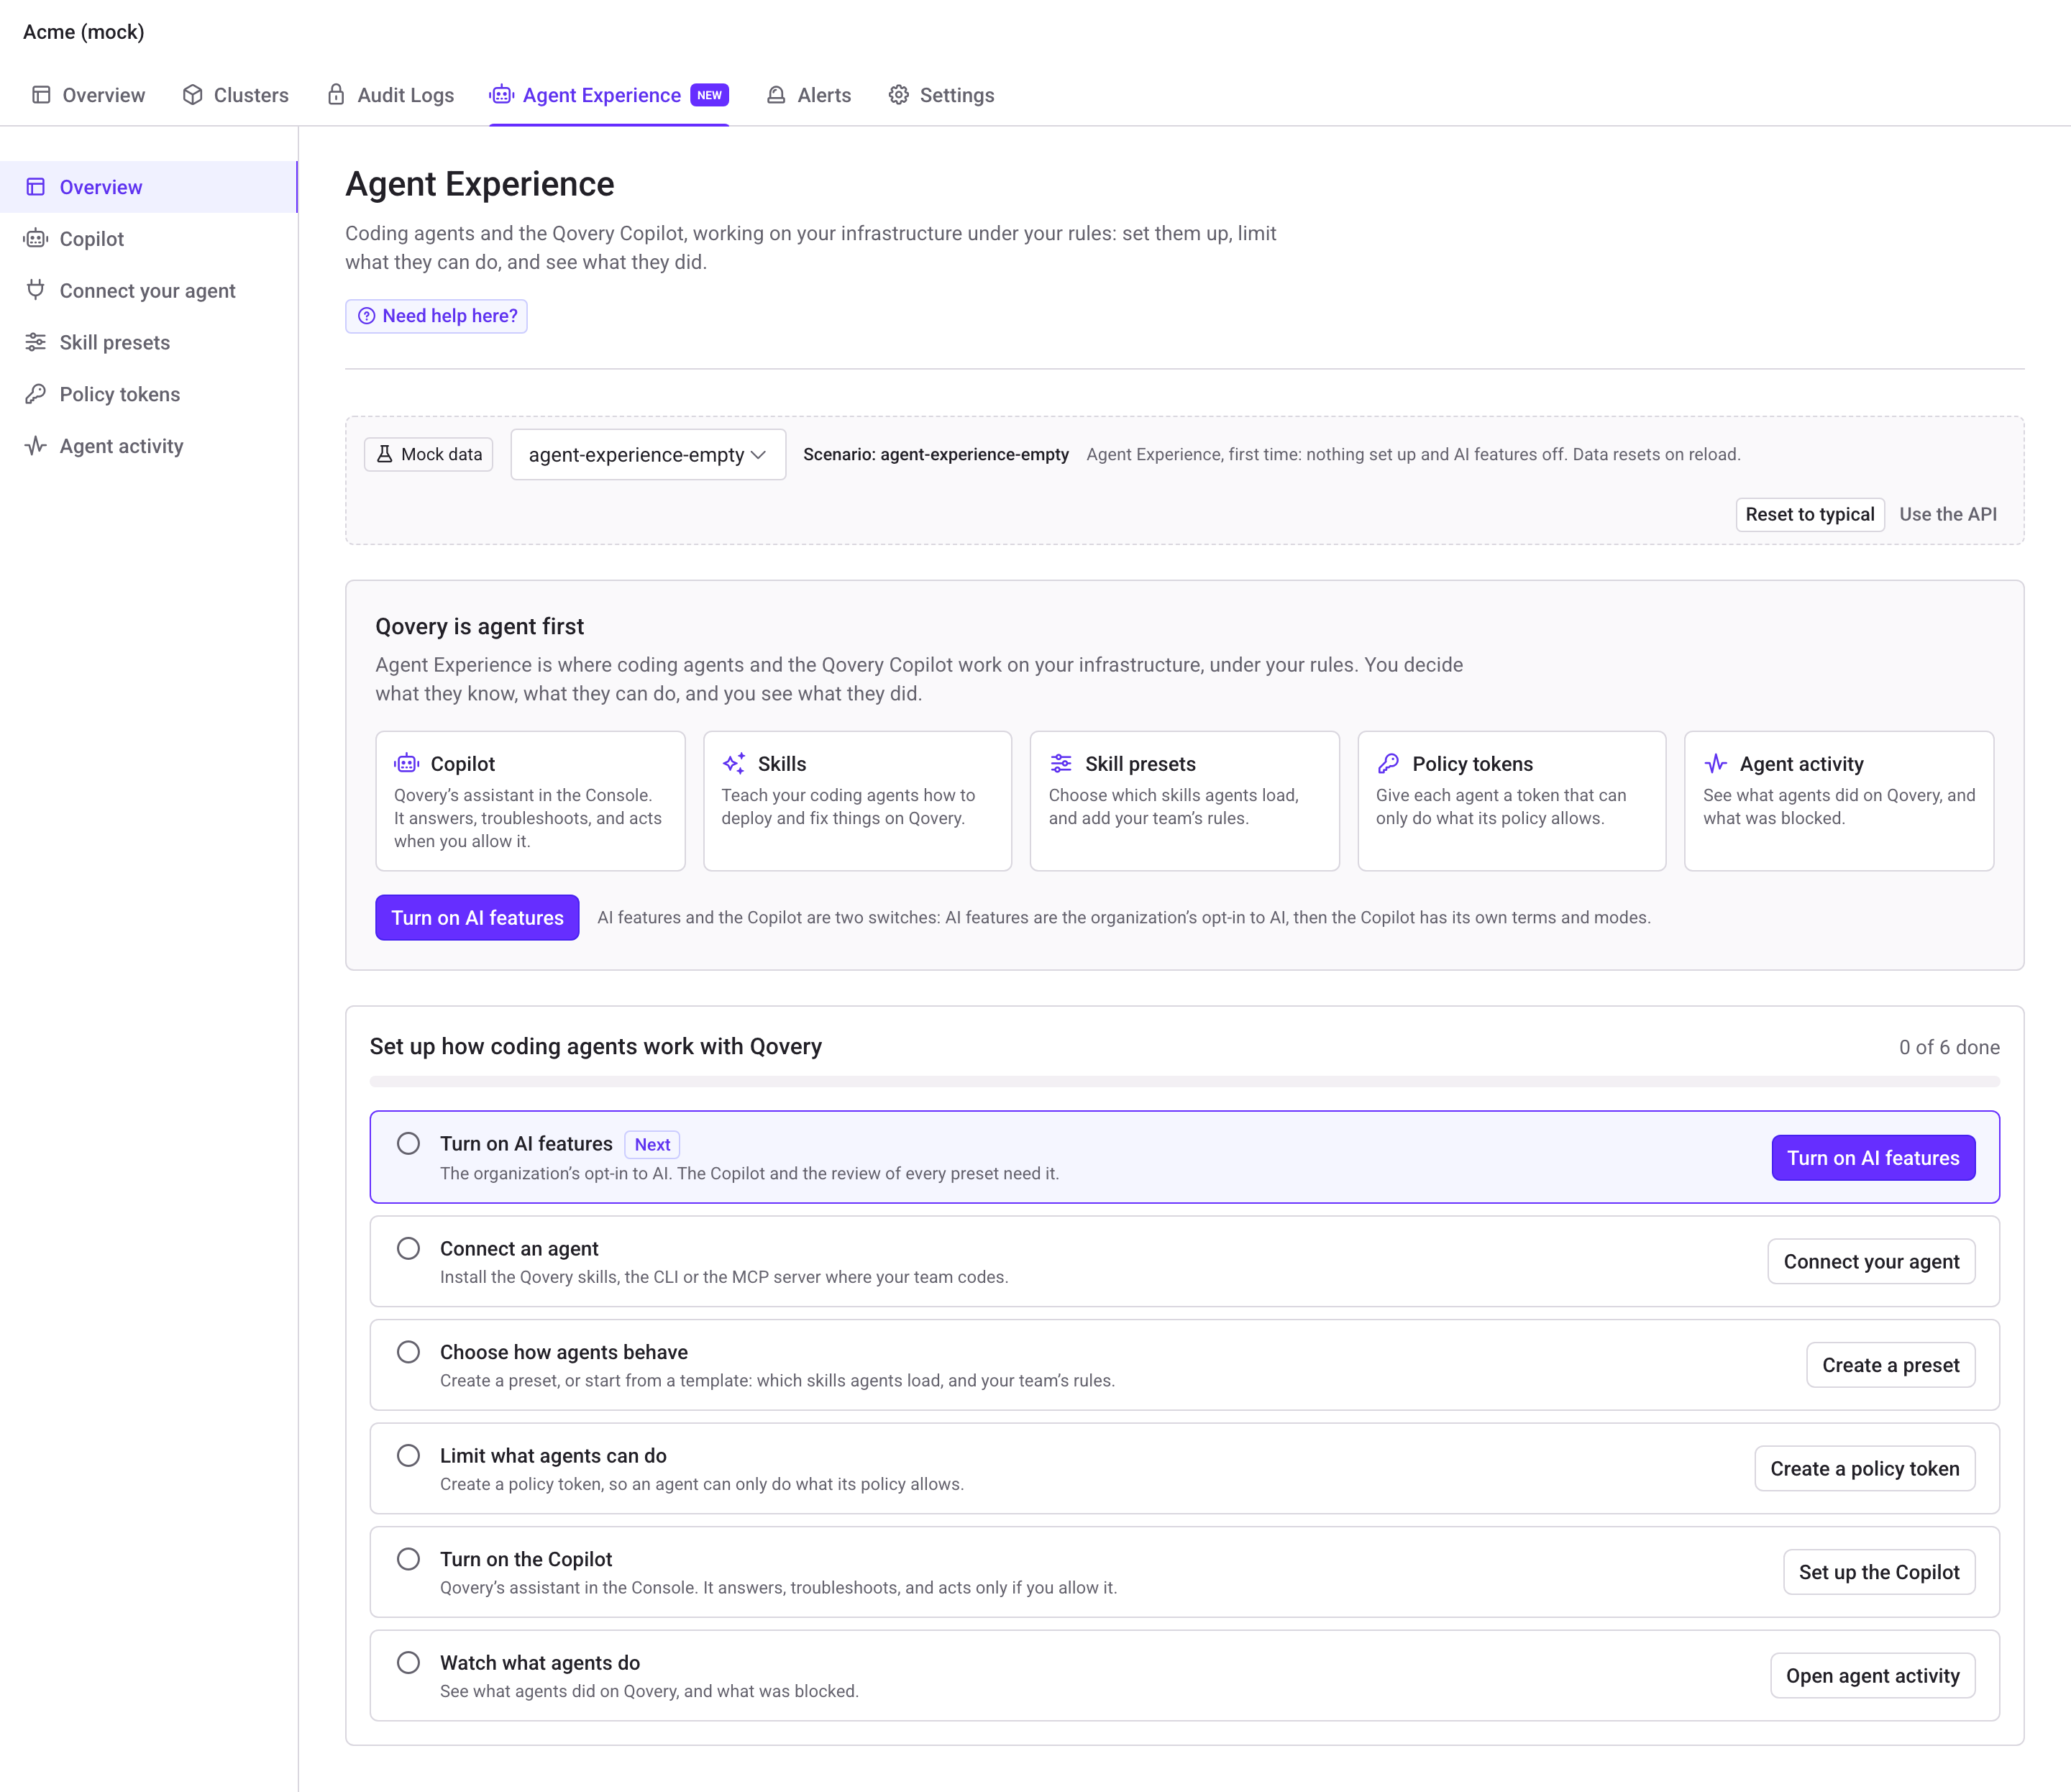 Acme (mock)
Overview
Clusters
Audit Logs
Agent Experience NEW
Alerts
Settings
Overview
Copilot
Connect your agent
Skill presets
Policy tokens
Agent activity
Agent Experience
Coding agents and the Qovery Copilot, working on your infrastructure under your rules: set them up, limit
what they can do, and see what they did.
Need help here?
Mock data
agent-experience-empty
Scenario: agent-experience-empty
Agent Experience, first time: nothing set up and AI features off. Data resets on reload.
Reset to typical
Use the API
Qovery is agent first
Agent Experience is where coding agents and the Qovery Copilot work on your infrastructure, under your rules. You decide
what they know, what they can do, and you see what they did.
Copilot
Qovery’s assistant in the Console.
It answers, troubleshoots, and acts
when you allow it.
Skills
Teach your coding agents how to
deploy and fix things on Qovery.
Skill presets
Choose which skills agents load,
and add your team’s rules.
Policy tokens
Give each agent a token that can
only do what its policy allows.
Agent activity
See what agents did on Qovery, and
what was blocked.
Turn on AI features
AI features and the Copilot are two switches: AI features are the organization’s opt-in to AI, then the Copilot has its own terms and modes.
Set up how coding agents work with Qovery
0 of 6 done
Turn on AI features Next
The organization’s opt-in to AI. The Copilot and the review of every preset need it.
Turn on AI features
Connect an agent
Install the Qovery skills, the CLI or the MCP server where your team codes.
Connect your agent
Choose how agents behave
Create a preset, or start from a template: which skills agents load, and your team’s rules.
Create a preset
Limit what agents can do
Create a policy token, so an agent can only do what its policy allows.
Create a policy token
Turn on the Copilot
Qovery’s assistant in the Console. It answers, troubleshoots, and acts only if you allow it.
Set up the Copilot
Watch what agents do
See what agents did on Qovery, and what was blocked.
Open agent activity